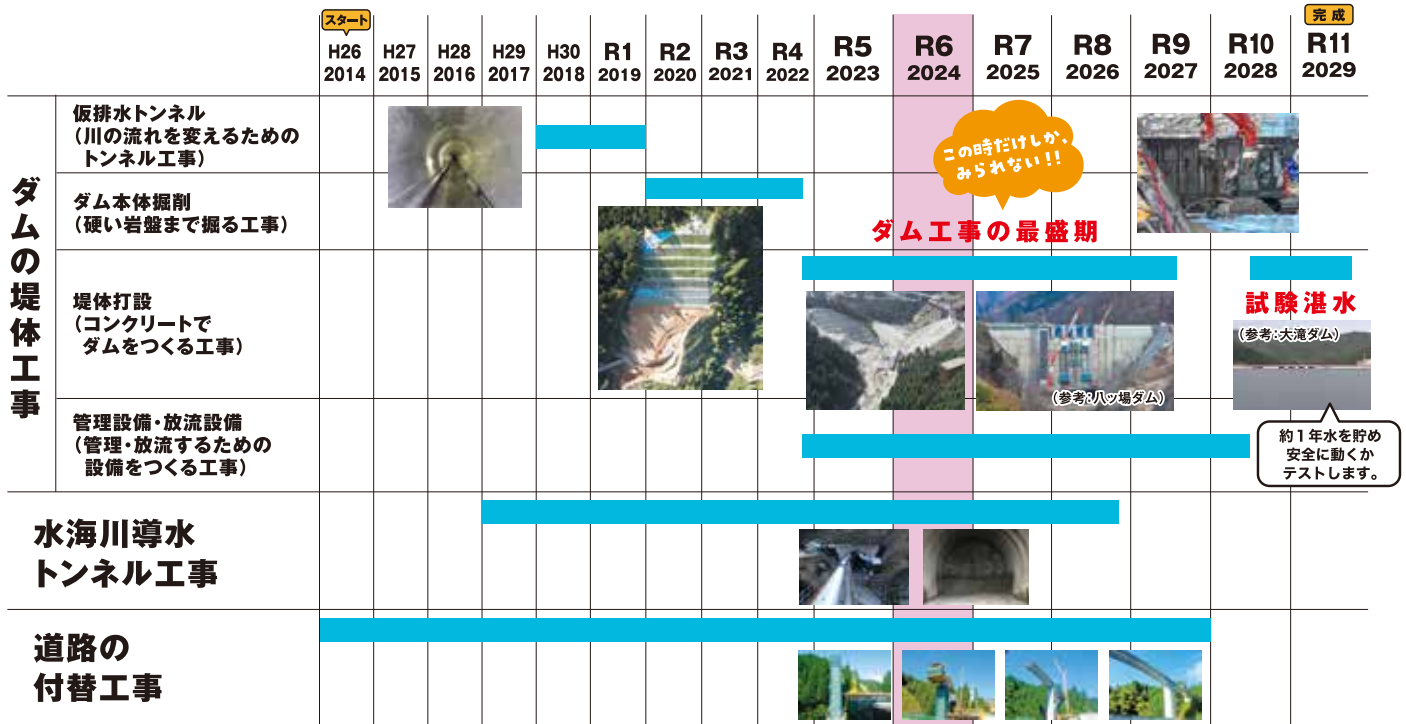 スタート
完成
H26
2014
H27
2015
H28
2016
H29
2017
H30
2018
R1
2019
R2
2020
R3
2021
R4
2022
R5
2023
R6
2024
R7
2025
R8
2026
R9
2027
R10
2028
R11
2029
ダムの堤体工事
仮排水トンネル
(川の流れを変えるための
トンネル工事)
この時だけしか、
みられない!!
ダム本体掘削
(硬い岩盤まで掘る工事)
ダム工事の最盛期
堤体打設
(コンクリートで
ダムをつくる工事)
(参考:八ッ場ダム)
試験湛水
(参考:大滝ダム)
約1年水を貯め
安全に動くか
テストします。
管理設備・放流設備
(管理・放流するための
設備をつくる工事)
水海川導水
トンネル工事
道路の
付替工事